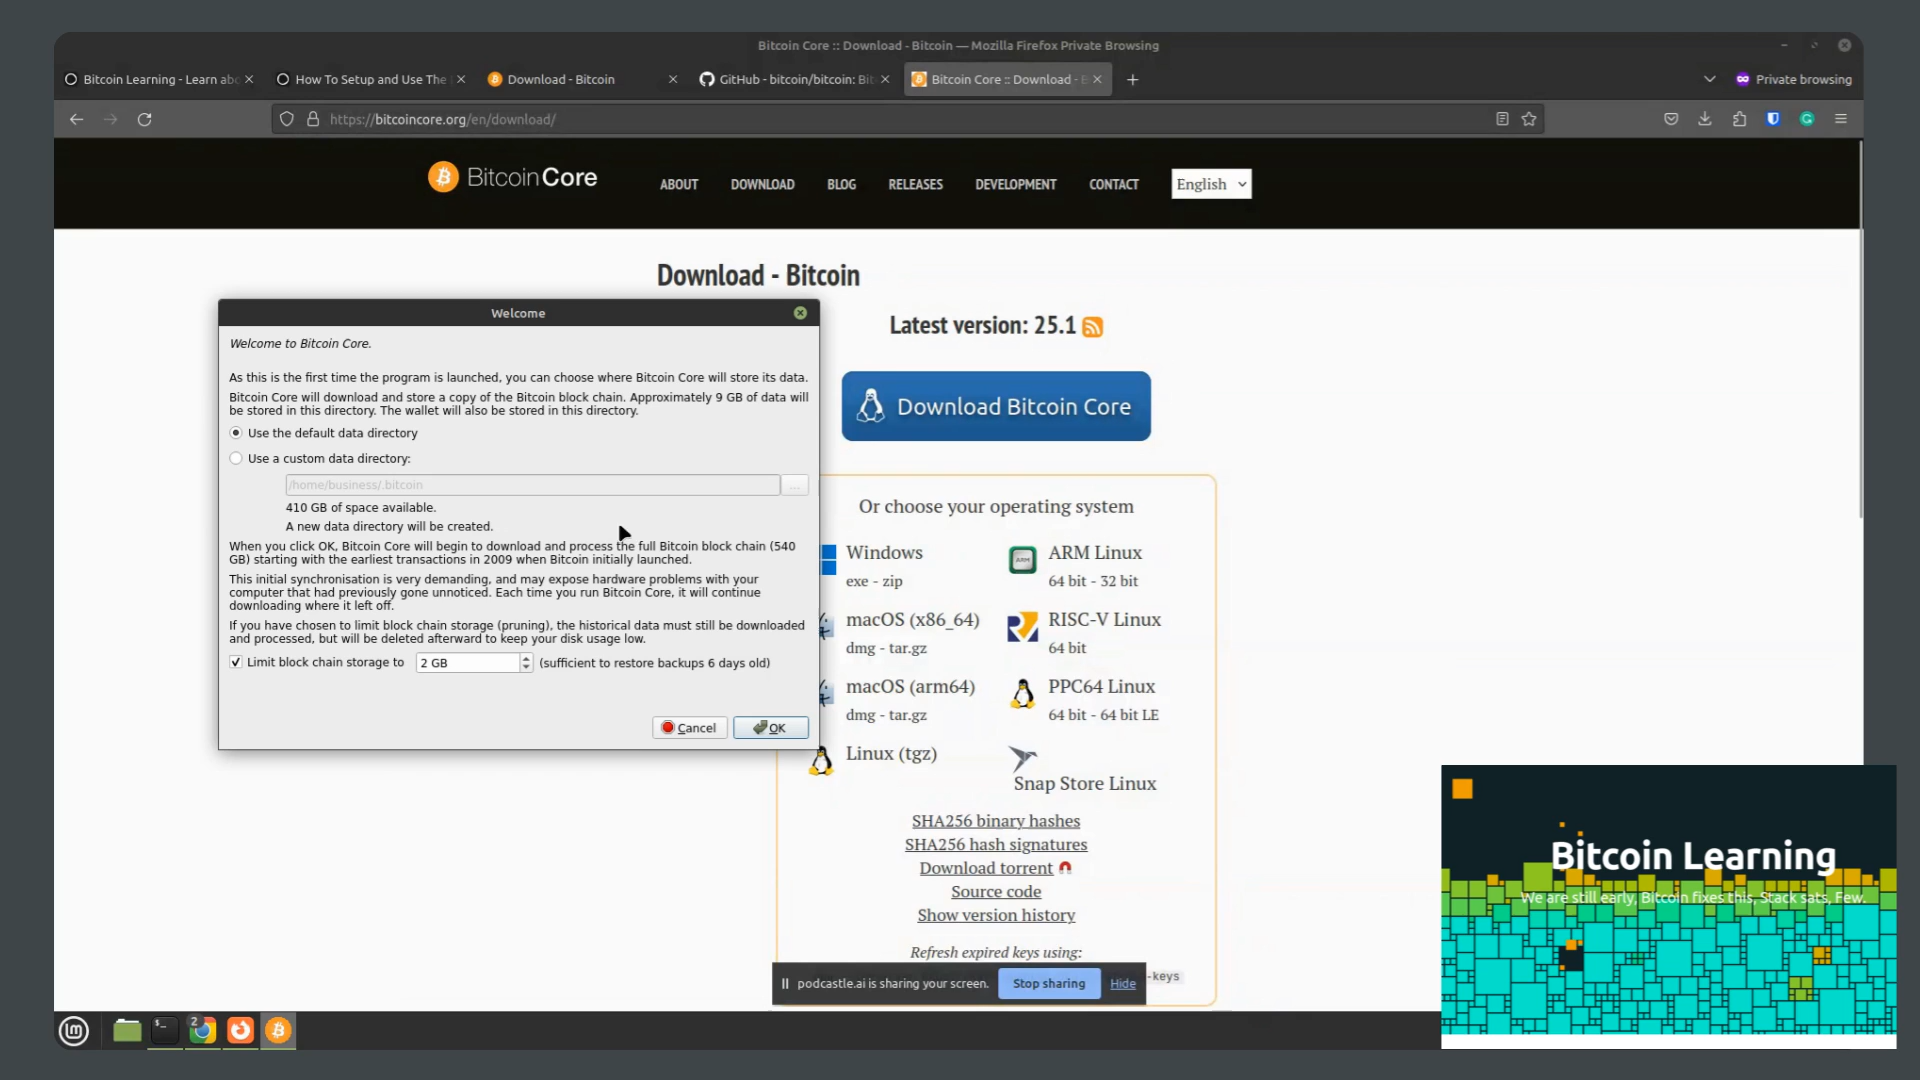 Bitcoin Core :: Download - Bitcoin — Mozilla Firefox Private Browsing
Bitcoin Learning - Learn abo
How To Setup and Use The
Download - Bitcoin
GitHub - bitcoin/bitcoin: Bit
Bitcoin Core :: Download - B
Private browsing
https://bitcoincore.org/en/download/
BitcoinCore
ABOUT
DOWNLOAD
BLOG
RELEASES
DEVELOPMENT
CONTACT
English
Download - Bitcoin
Latest version: 25.1
Download Bitcoin Core
Or choose your operating system
Windows
exe - zip
ARM Linux
64 bit - 32 bit
macOS (x86_64)
dmg - tar.gz
RISC-V Linux
64 bit
macOS (arm64)
dmg - tar.gz
PPC64 Linux
64 bit - 64 bit LE
Linux (tgz)
Snap Store Linux
SHA256 binary hashes
SHA256 hash signatures
Download torrent
Source code
Show version history
Refresh expired keys using:
-keys
Welcome
Welcome to Bitcoin Core.
As this is the first time the program is launched, you can choose where Bitcoin Core will store its data.
Bitcoin Core will download and store a copy of the Bitcoin block chain. Approximately 9 GB of data will
be stored in this directory. The wallet will also be stored in this directory.
Use the default data directory
Use a custom data directory:
/home/business/.bitcoin
...
410 GB of space available.
A new data directory will be created.
When you click OK, Bitcoin Core will begin to download and process the full Bitcoin block chain (540
GB) starting with the earliest transactions in 2009 when Bitcoin initially launched.
This initial synchronisation is very demanding, and may expose hardware problems with your
computer that had previously gone unnoticed. Each time you run Bitcoin Core, it will continue
downloading where it left off.
If you have chosen to limit block chain storage (pruning), the historical data must still be downloaded
and processed, but will be deleted afterward to keep your disk usage low.
Limit block chain storage to 2 GB (sufficient to restore backups 6 days old)
Cancel
OK
podcastle.ai is sharing your screen.
Stop sharing
Hide
2
Bitcoin Learning
We are still early, Bitcoin fixes this, Stack sats, Few.